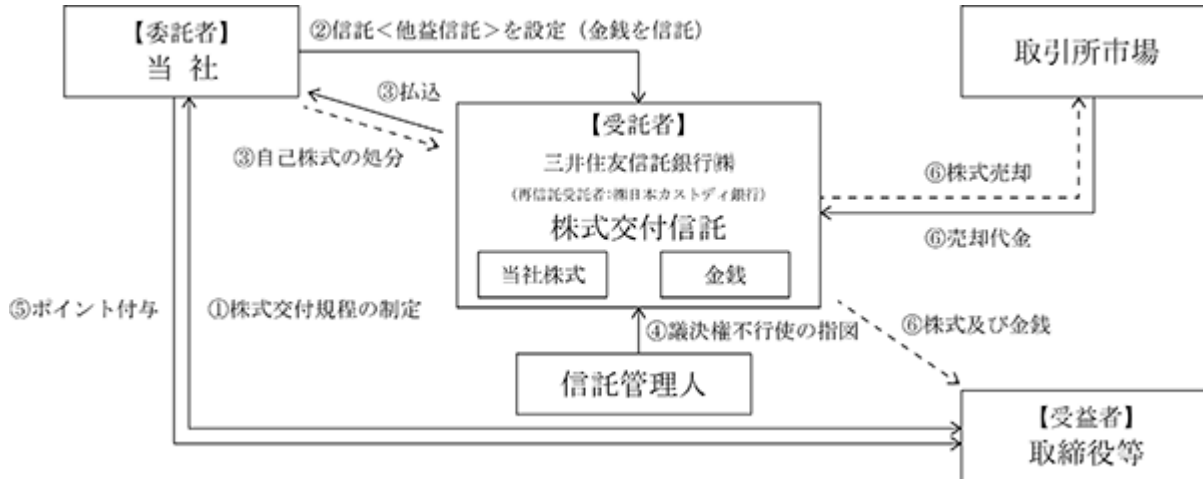 【委託者】
当 社
②信託<他益信託>を設定（金銭を信託）
取引所市場
③払込
③自己株式の処分
【受託者】
三井住友信託銀行㈱
(再信託受託者:㈱日本カストディ銀行)
株式交付信託
当社株式
金銭
⑥株式売却
⑥売却代金
⑤ポイント付与
①株式交付規程の制定
④議決権不行使の指図
⑥株式及び金銭
信託管理人
【受益者】
取締役等